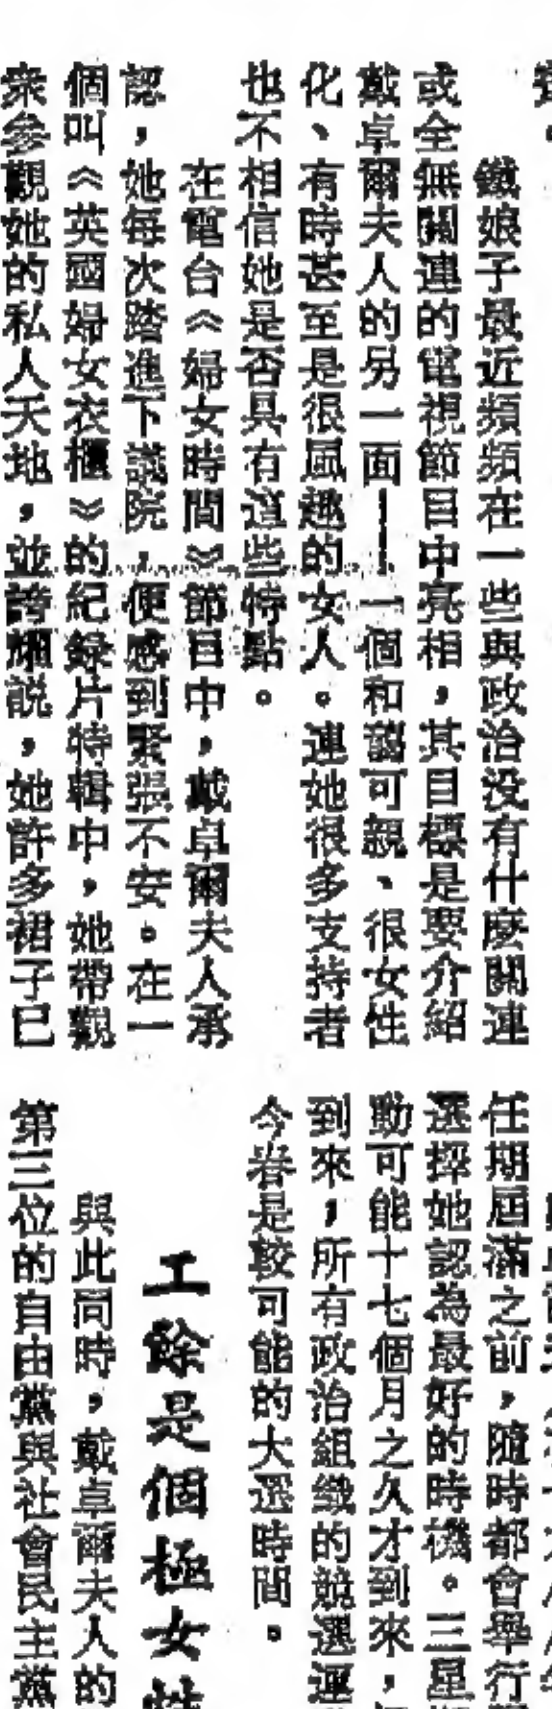 鐵娘子最近頻頻在一些與政治没有什麽關連
或全無關連的電視節目中亮相，其目標是要介紹
戴卓爾夫人的另一面——一個和藹可親、很女性
化、有時甚至是很風趣的女人。連她很多支持者
也不相信她是否具有這些特點。
在電台《婦女時間》節目中，戴卓爾夫人承
認，她每次踏進下議院，便感到緊張不安。在一
個叫《英國婦女衣櫃》的紀錄片特輯中，她帶觀
衆參觀她的私人天地，並誇耀説，她許多裙子已
任期屆滿之前，隨時都會舉行
選擇她認為最好的時機。三星
動可能十七個月之久才到來，
到來，所有政治組織的競選運
今春是較可能的大選時間。
工餘是個極女性
與此同時，戴卓爾夫人的
第三位的自由黨與社會民主黨